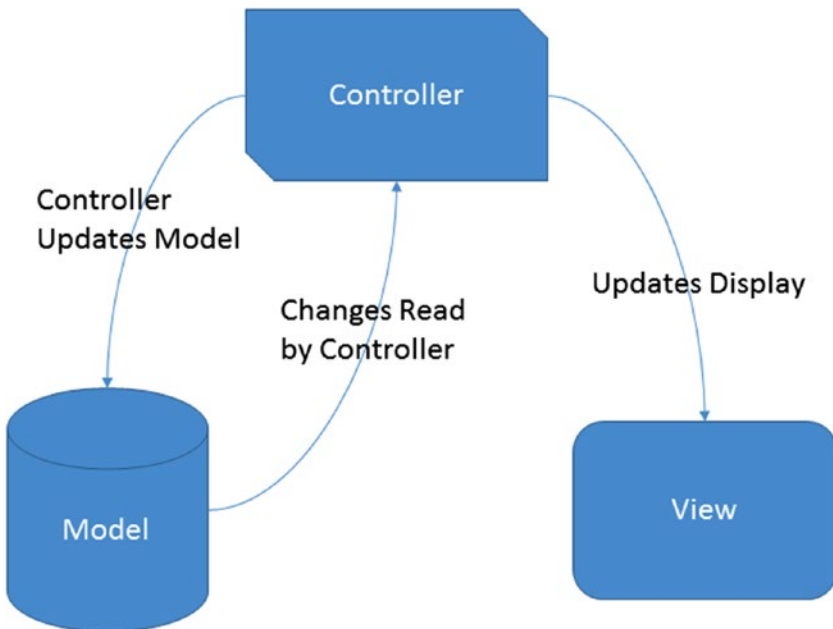 Controller
Controller
Updates Model
Changes Read
by Controller
Updates Display
Model
View